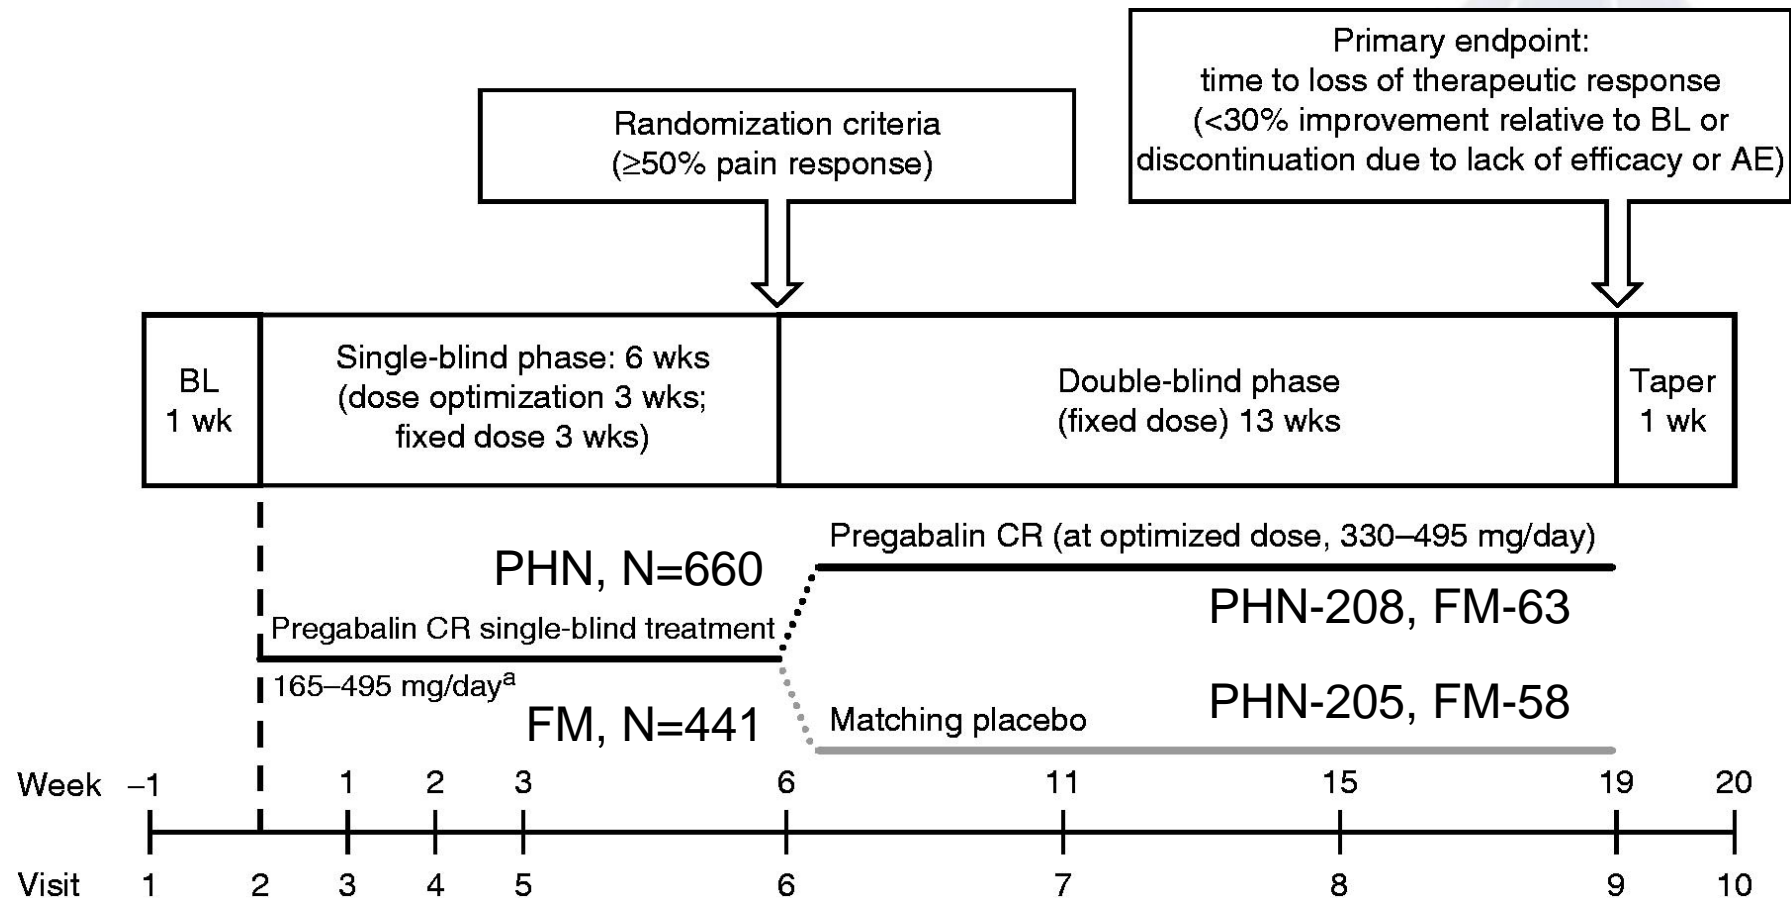 Primary endpoint:
time to loss of therapeutic response
(<30% improvement relative to BL or
discontinuation due to lack of efficacy or AE)
Randomization criteria
(≥50% pain response)
BL
1 wk
Single-blind phase: 6 wks
(dose optimization 3 wks;
fixed dose 3 wks)
Double-blind phase
(fixed dose) 13 wks
Taper
1 wk
PHN, N=660
Pregabalin CR single-blind treatment
165–495 mg/dayᵃ
FM, N=441
Pregabalin CR (at optimized dose, 330–495 mg/day)
PHN-208, FM-63
PHN-205, FM-58
Matching placebo
Week –1 1 2 3 6 11 15 19 20
Visit 1 2 3 4 5 6 7 8 9 10